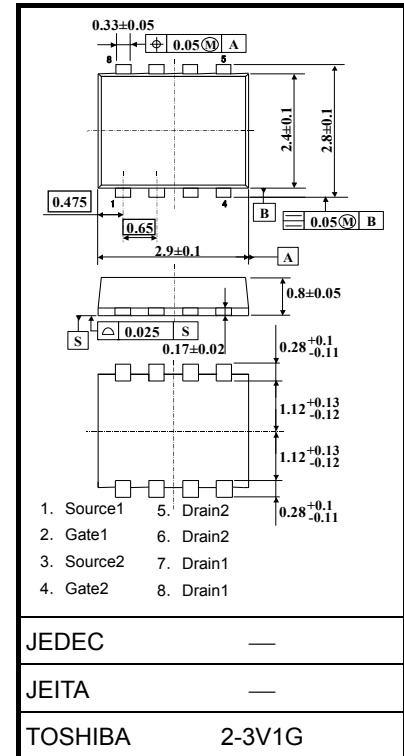 0.33±0.05
⌖ 0.05 Ⓜ A
8 5
2.4±0.1
2.8±0.1
0.475
1 4
B
0.05 Ⓜ B
0.65
2.9±0.1
A
0.8±0.05
S
0.025 S
0.17±0.02
0.28 +0.1 -0.11
1.12 +0.13 -0.12
1.12 +0.13 -0.12
0.28 +0.1 -0.11
1. Source1 5. Drain2
2. Gate1 6. Drain2
3. Source2 7. Drain1
4. Gate2 8. Drain1
JEDEC —
JEITA —
TOSHIBA 2-3V1G